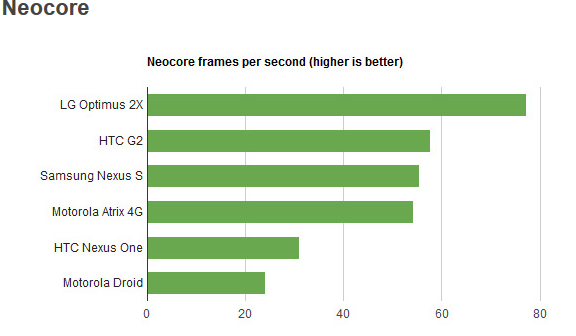 Neocore
Neocore frames per second (higher is better)
LG Optimus 2X
HTC G2
Samsung Nexus S
Motorola Atrix 4G
HTC Nexus One
Motorola Droid
0 20 40 60 80